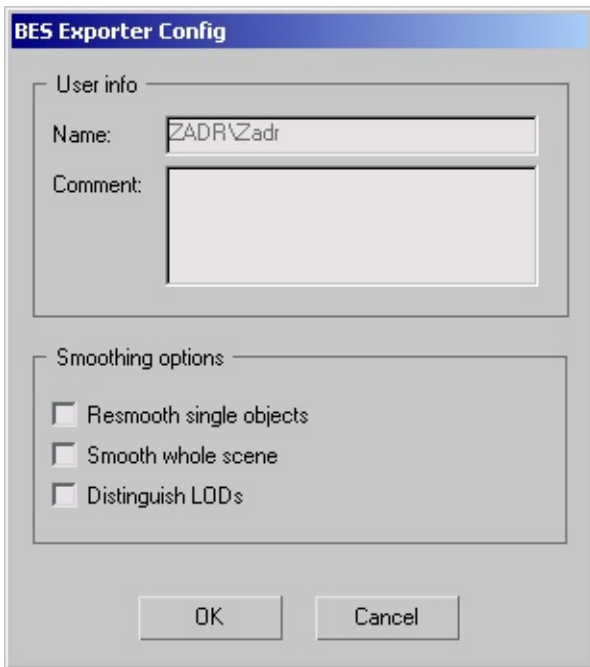 BES Exporter Config
User info
Name: ZADR\Zadr
Comment:
Smoothing options
Resmooth single objects
Smooth whole scene
Distinguish LODs
OK Cancel